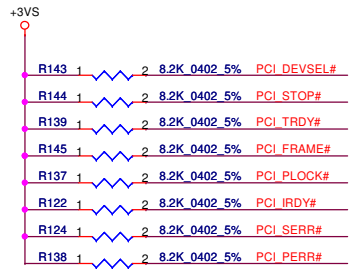 +3VS
R143 1 2 8.2K_0402_5% PCI_DEVSEL#
R144 1 2 8.2K_0402_5% PCI_STOP#
R139 1 2 8.2K_0402_5% PCI_TRDY#
R145 1 2 8.2K_0402_5% PCI_FRAME#
R137 1 2 8.2K_0402_5% PCI_PLOCK#
R122 1 2 8.2K_0402_5% PCI_IRDY#
R124 1 2 8.2K_0402_5% PCI_SERR#
R138 1 2 8.2K_0402_5% PCI_PERR#